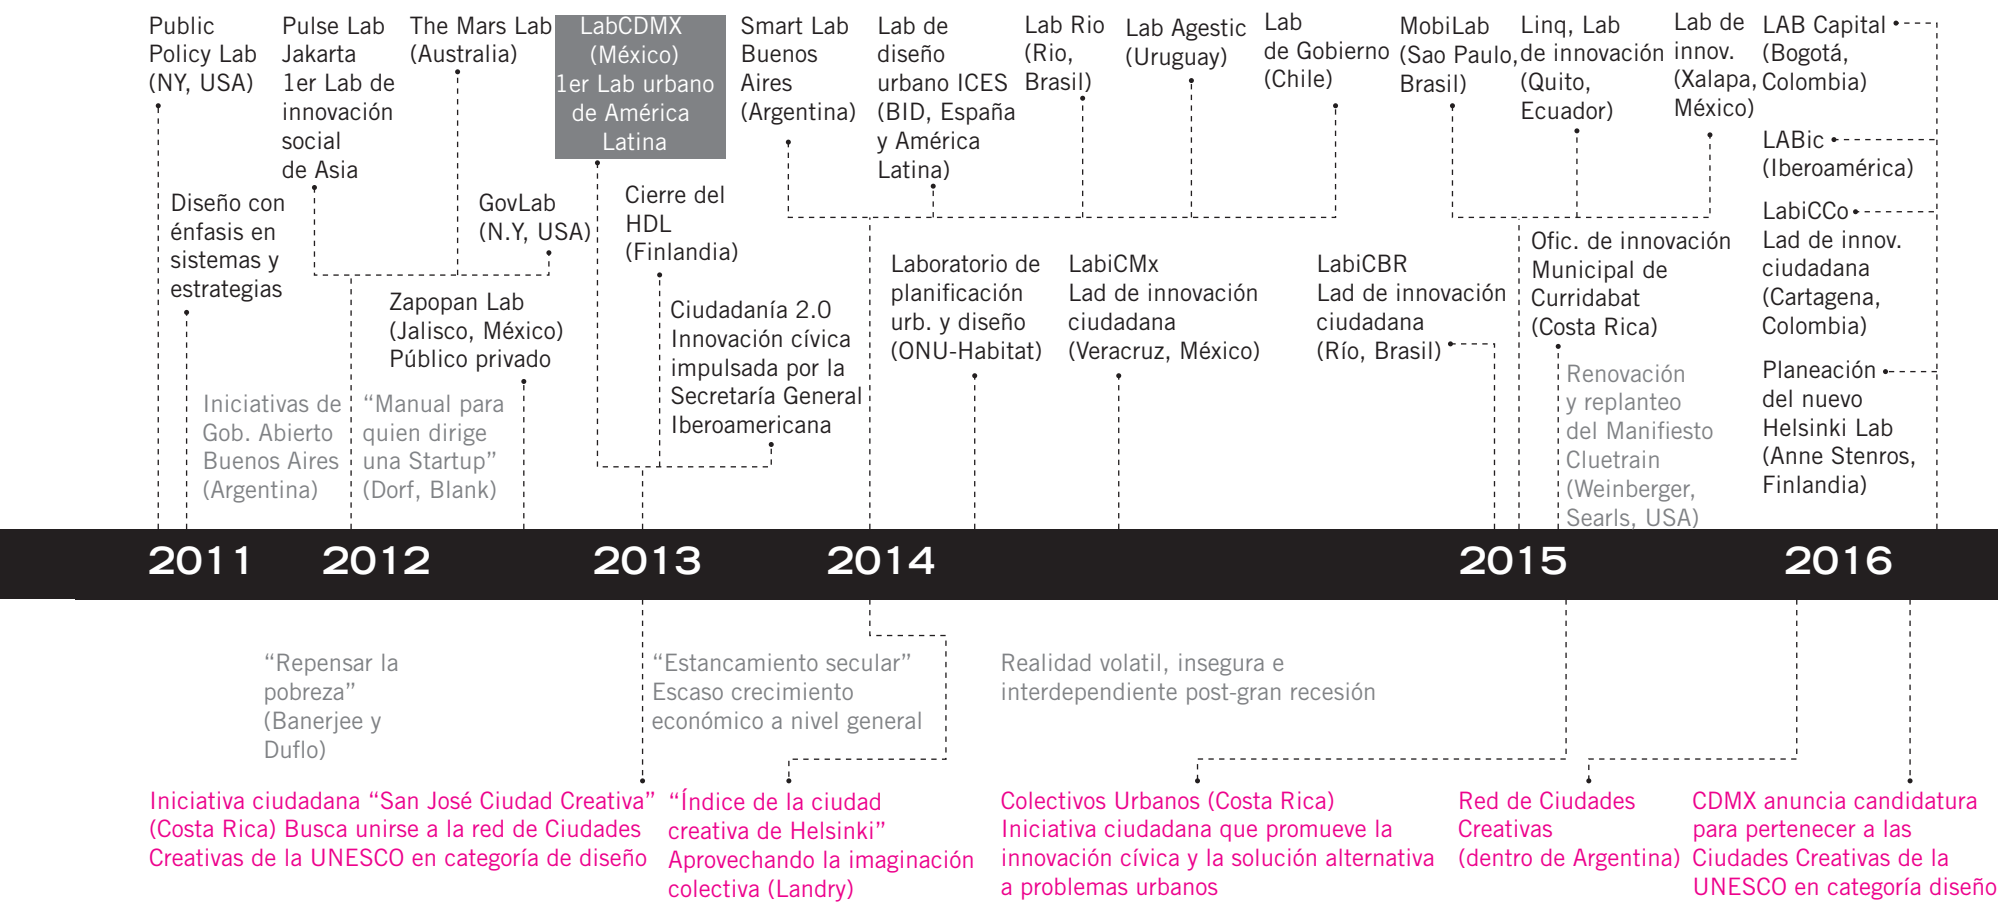 Public
Policy Lab
(NY, USA)
Pulse Lab
Jakarta
1er Lab de
innovación
social
de Asia
The Mars Lab
(Australia)
LabCDMX
(México)
1er Lab urbano
de América
Latina
Smart Lab
Buenos
Aires
(Argentina)
Lab de
diseño
urbano ICES
(BID, España
y América
Latina)
Lab Rio
(Rio,
Brasil)
Lab Agestic
(Uruguay)
Lab
de Gobierno
(Chile)
MobiLab
(Sao Paulo,
Brasil)
Linq, Lab
de innovación
(Quito,
Ecuador)
Lab de
innov.
(Xalapa,
México)
LAB Capital
(Bogotá,
Colombia)
LABic
(Iberoamérica)
LabiCCo
Lad de innov.
ciudadana
(Cartagena,
Colombia)
Planeación
del nuevo
Helsinki Lab
(Anne Stenros,
Finlandia)
Diseño con
énfasis en
sistemas y
estrategias
GovLab
(N.Y, USA)
Cierre del
HDL
(Finlandia)
Zapopan Lab
(Jalisco, México)
Público privado
Ciudadanía 2.0
Innovación cívica
impulsada por la
Secretaría General
Iberoamericana
Laboratorio de
planificación
urb. y diseño
(ONU-Habitat)
LabiCMx
Lad de innovación
ciudadana
(Veracruz, México)
LabiCBR
Lad de innovación
ciudadana
(Río, Brasil)
Ofic. de innovación
Municipal de
Curridabat
(Costa Rica)
Renovación
y replanteo
del Manifiesto
Cluetrain
(Weinberger,
Searls, USA)
Iniciativas de
Gob. Abierto
Buenos Aires
(Argentina)
“Manual para
quien dirige
una Startup”
(Dorf, Blank)
2011
2012
2013
2014
2015
2016
“Repensar la
pobreza”
(Banerjee y
Duflo)
“Estancamiento secular”
Escaso crecimiento
económico a nivel general
Realidad volatil, insegura e
interdependiente post-gran recesión
Iniciativa ciudadana “San José Ciudad Creativa”
(Costa Rica) Busca unirse a la red de Ciudades
Creativas de la UNESCO en categoría de diseño
“Índice de la ciudad
creativa de Helsinki”
Aprovechando la imaginación
colectiva (Landry)
Colectivos Urbanos (Costa Rica)
Iniciativa ciudadana que promueve la
innovación cívica y la solución alternativa
a problemas urbanos
Red de Ciudades
Creativas
(dentro de Argentina)
CDMX anuncia candidatura
para pertenecer a las
Ciudades Creativas de la
UNESCO en categoría diseño